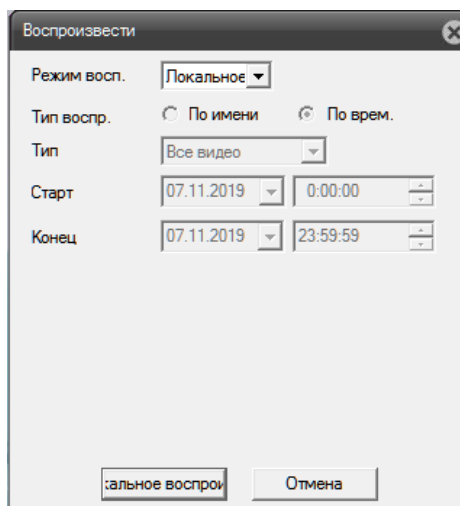 Воспроизвести
Режим восп. Локальное
Тип воспр. По имени По врем.
Тип Все видео
Старт 07.11.2019 0:00:00
Конец 07.11.2019 23:59:59
кальное воспрои Отмена